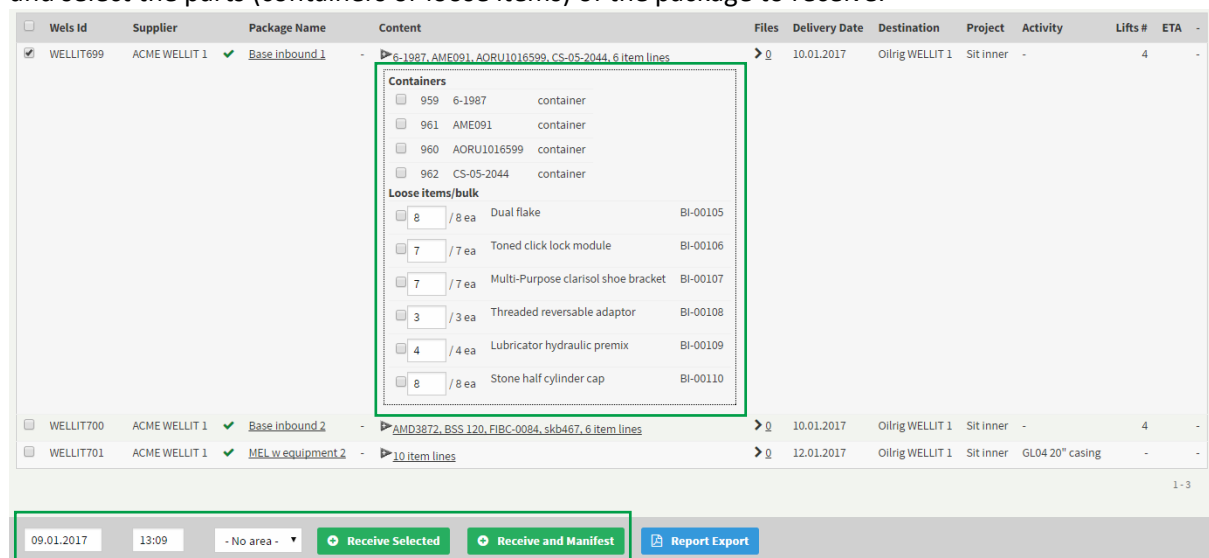 and select the parts (containers or loose items) of the package to receive.
Wels Id Supplier Package Name Content Files Delivery Date Destination Project Activity Lifts # ETA -
WELLIT699 ACME WELLIT 1 Base inbound 1 - 6-1987, AME091, AORU1016599, CS-05-2044, 6 item lines 0 10.01.2017 Oilrig WELLIT 1 Sit inner - 4 -
Containers
959 6-1987 container
961 AME091 container
960 AORU1016599 container
962 CS-05-2044 container
Loose items/bulk
8 / 8 ea Dual flake BI-00105
7 / 7 ea Toned click lock module BI-00106
7 / 7 ea Multi-Purpose clarisol shoe bracket BI-00107
3 / 3 ea Threaded reversable adaptor BI-00108
4 / 4 ea Lubricator hydraulic premix BI-00109
8 / 8 ea Stone half cylinder cap BI-00110
WELLIT700 ACME WELLIT 1 Base inbound 2 - AMD3872, BSS 120, FIBC-0084, skb467, 6 item lines 0 10.01.2017 Oilrig WELLIT 1 Sit inner - 4 -
WELLIT701 ACME WELLIT 1 MEL w equipment 2 - 10 item lines 0 12.01.2017 Oilrig WELLIT 1 Sit inner GL04 20" casing - -
1 - 3
09.01.2017 13:09 - No area - Receive Selected Receive and Manifest Report Export